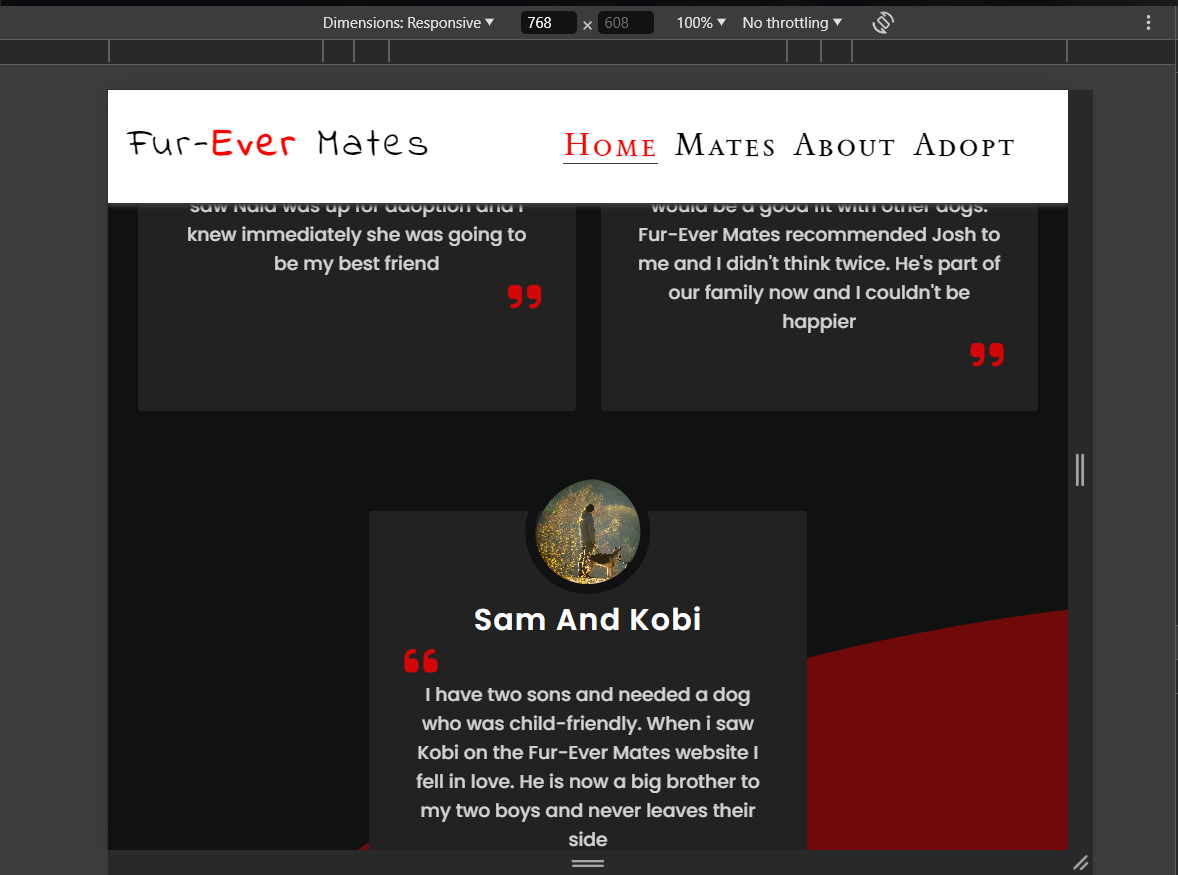 Dimensions: Responsive ▼ 768 × 608 100% ▼ No throttling ▼
Fur-Ever Mates
Home Mates About Adopt
saw Nala was up for adoption and I
knew immediately she was going to
be my best friend
”
would be a good fit with other dogs.
Fur-Ever Mates recommended Josh to
me and I didn't think twice. He's part of
our family now and I couldn't be
happier
”
Sam And Kobi
“
I have two sons and needed a dog
who was child-friendly. When i saw
Kobi on the Fur-Ever Mates website I
fell in love. He is now a big brother to
my two boys and never leaves their
side